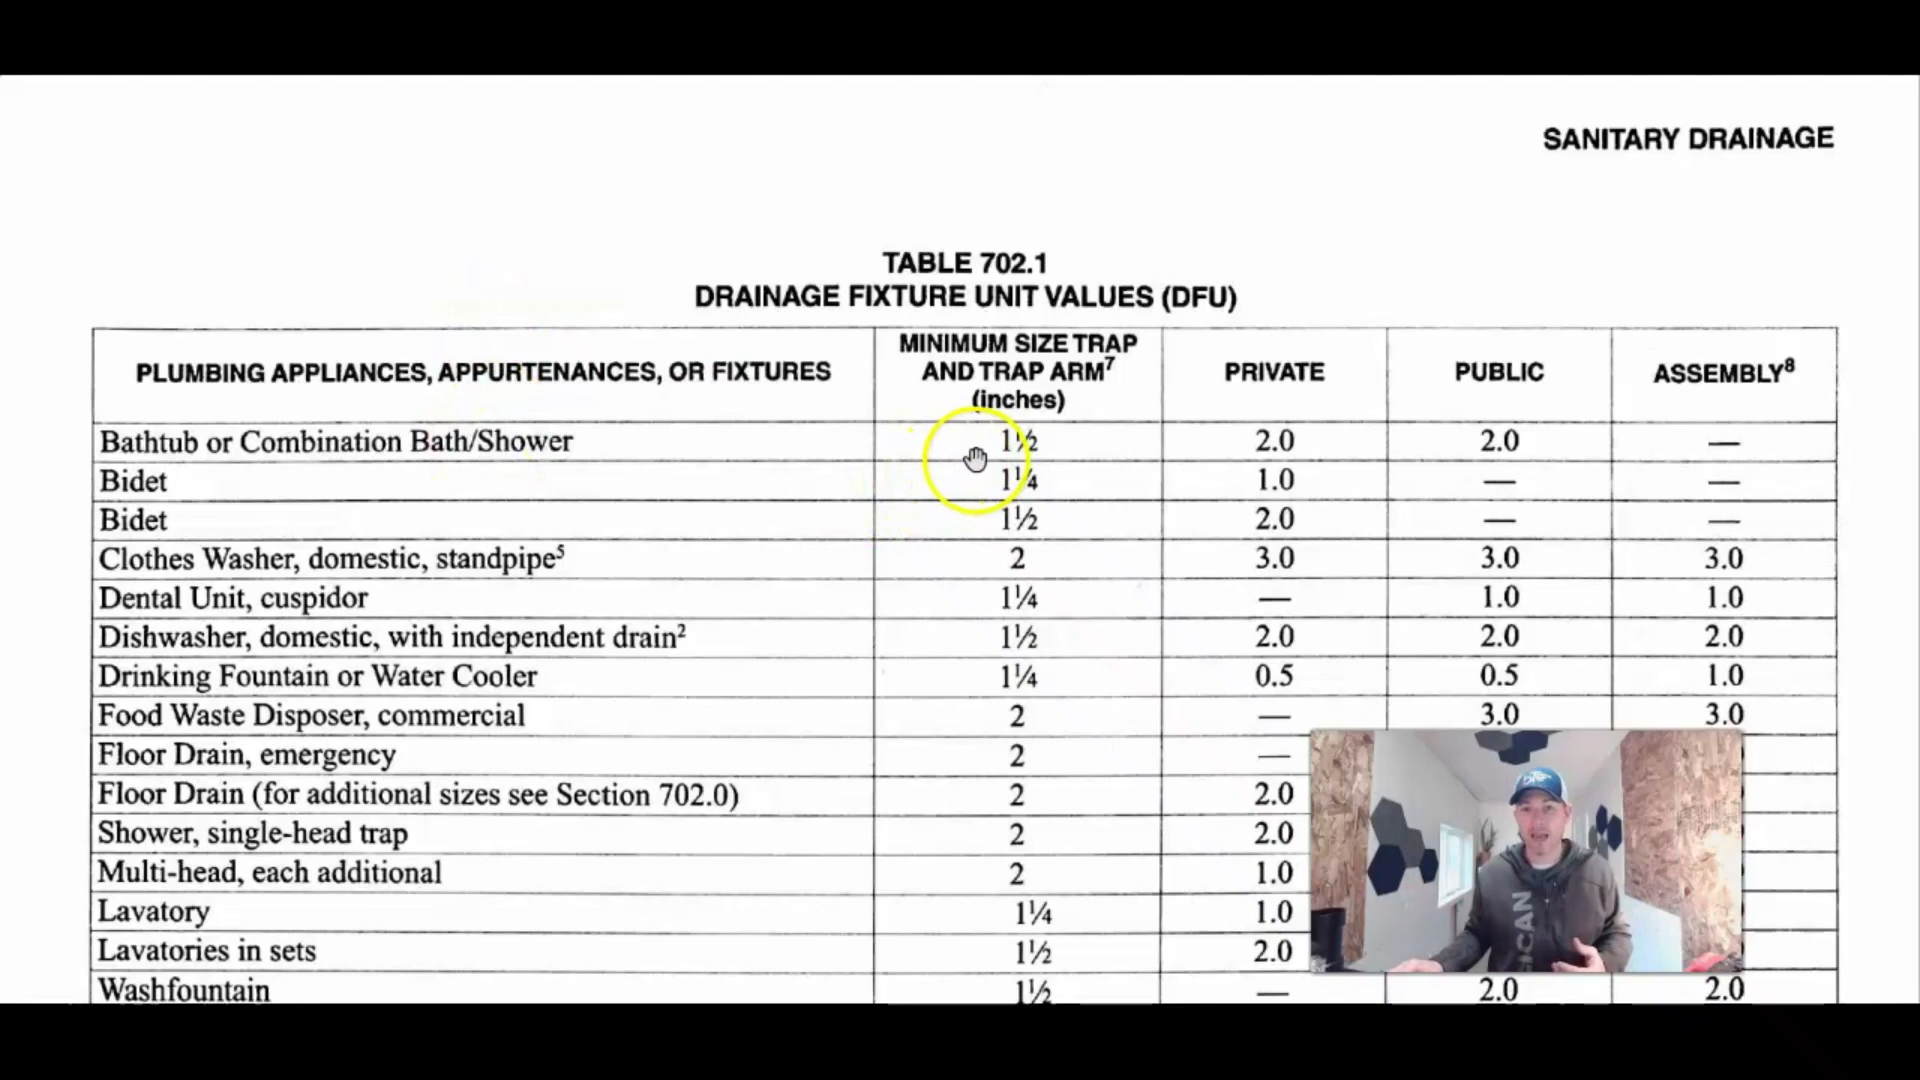 SANITARY DRAINAGE
TABLE 702.1
DRAINAGE FIXTURE UNIT VALUES (DFU)
PLUMBING APPLIANCES, APPURTENANCES, OR FIXTURES MINIMUM SIZE TRAP AND TRAP ARM⁷ (inches) PRIVATE PUBLIC ASSEMBLY⁸
Bathtub or Combination Bath/Shower 1½ 2.0 2.0 —
Bidet 1¼ 1.0 — —
Bidet 1½ 2.0 — —
Clothes Washer, domestic, standpipe⁵ 2 3.0 3.0 3.0
Dental Unit, cuspidor 1¼ — 1.0 1.0
Dishwasher, domestic, with independent drain² 1½ 2.0 2.0 2.0
Drinking Fountain or Water Cooler 1¼ 0.5 0.5 1.0
Food Waste Disposer, commercial 2 — 3.0 3.0
Floor Drain, emergency 2 —
Floor Drain (for additional sizes see Section 702.0) 2 2.0
Shower, single-head trap 2 2.0
Multi-head, each additional 2 1.0
Lavatory 1¼ 1.0
Lavatories in sets 1½ 2.0
Washfountain 1½ — 2.0 2.0